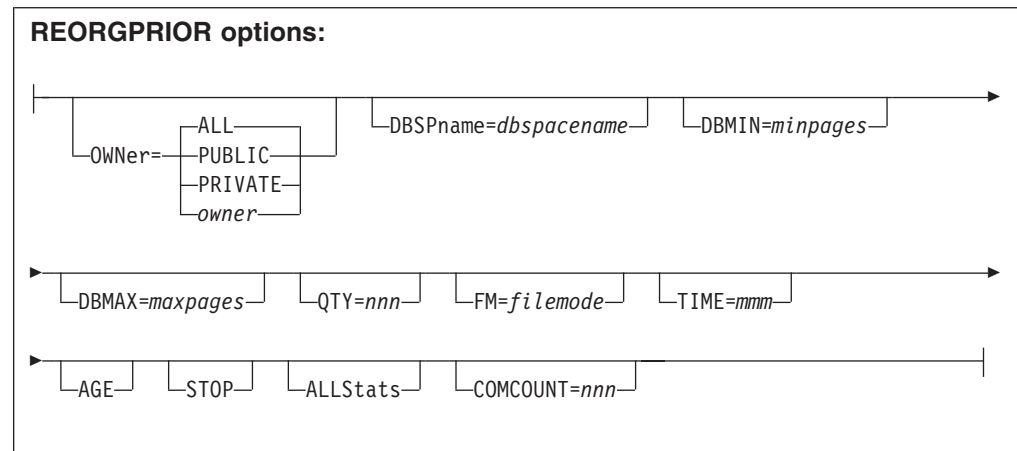 REORGPRIOR options:
OWNer=
ALL
PUBLIC
PRIVATE
owner
DBSPname=dbspacename
DBMIN=minpages
DBMAX=maxpages
QTY=nnn
FM=filemode
TIME=mmm
AGE
STOP
ALLStats
COMCOUNT=nnn